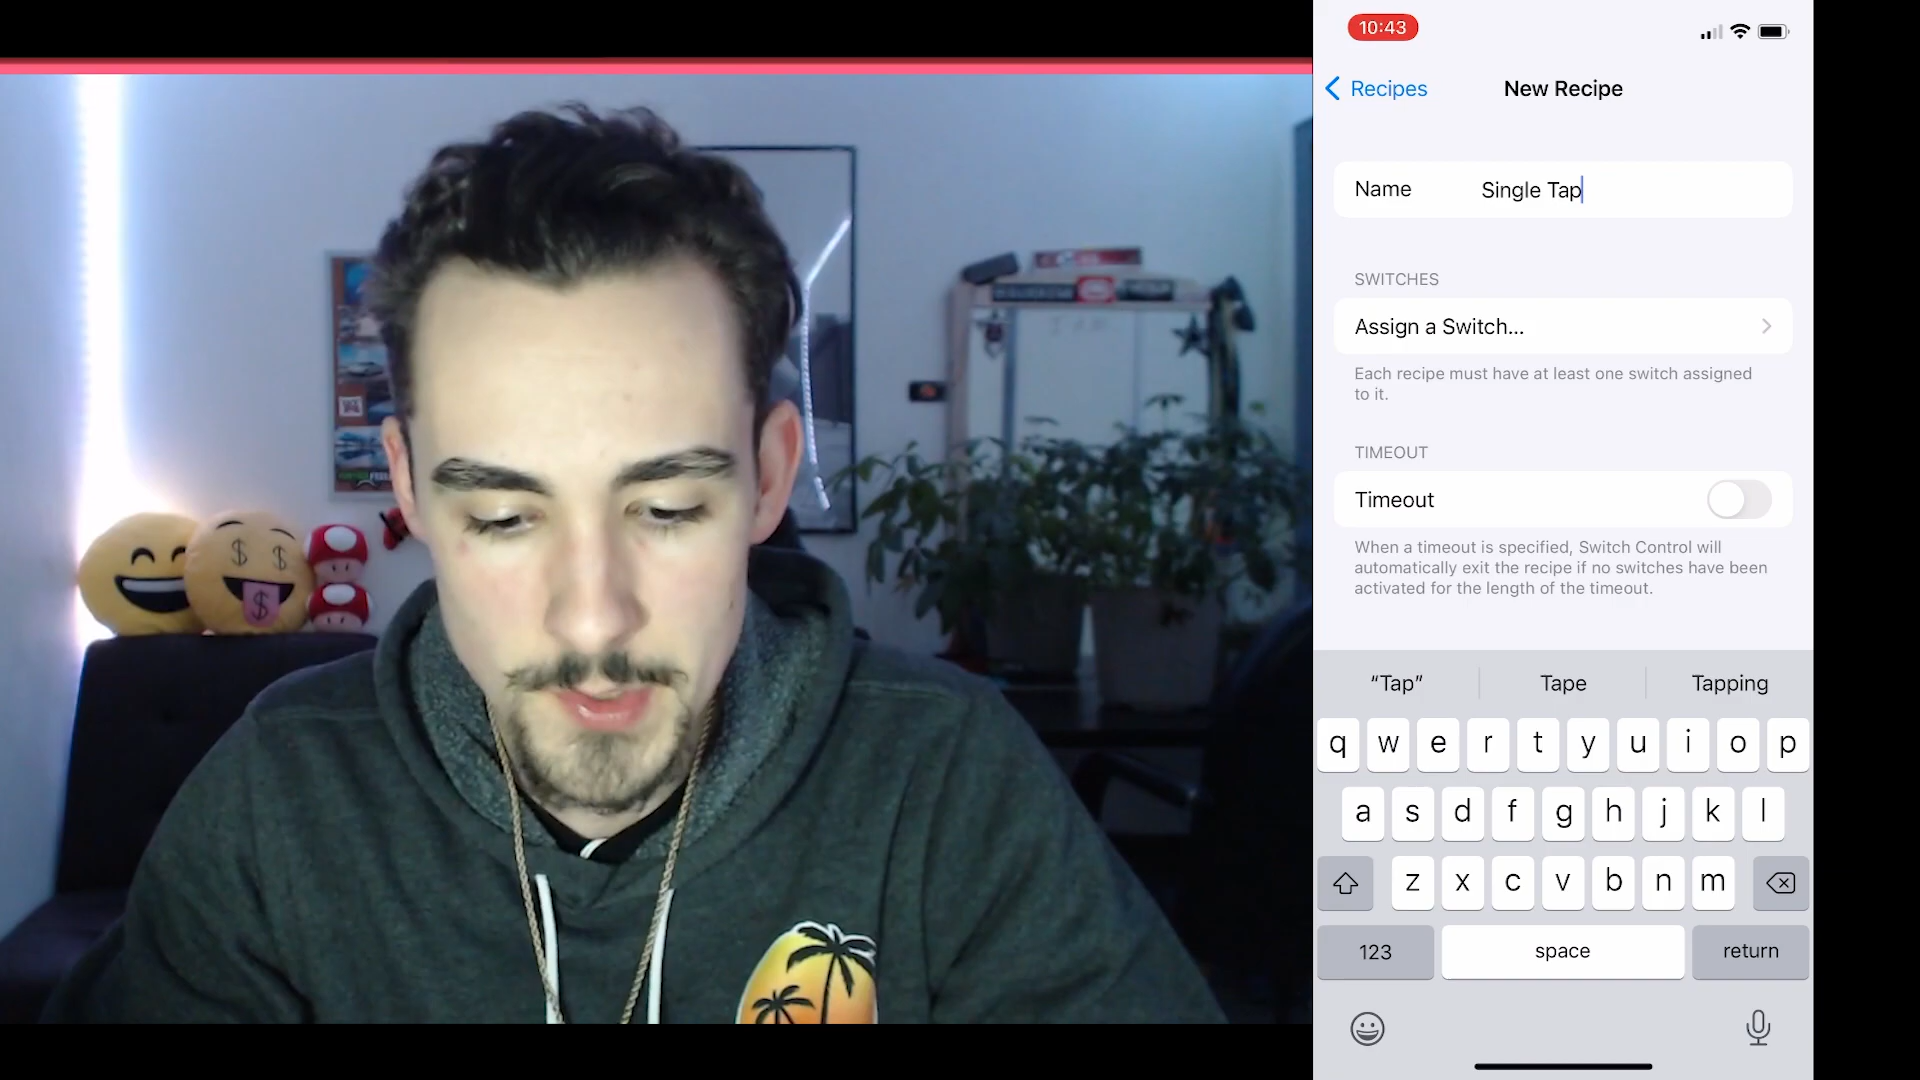 10:43
Recipes
New Recipe
Name Single Tap
SWITCHES
Assign a Switch...
Each recipe must have at least one switch assigned
to it.
TIMEOUT
Timeout
When a timeout is specified, Switch Control will
automatically exit the recipe if no switches have been
activated for the length of the timeout.
“Tap” Tape Tapping
q w e r t y u i o p
a s d f g h j k l
z x c v b n m
123 space return
$ $
$